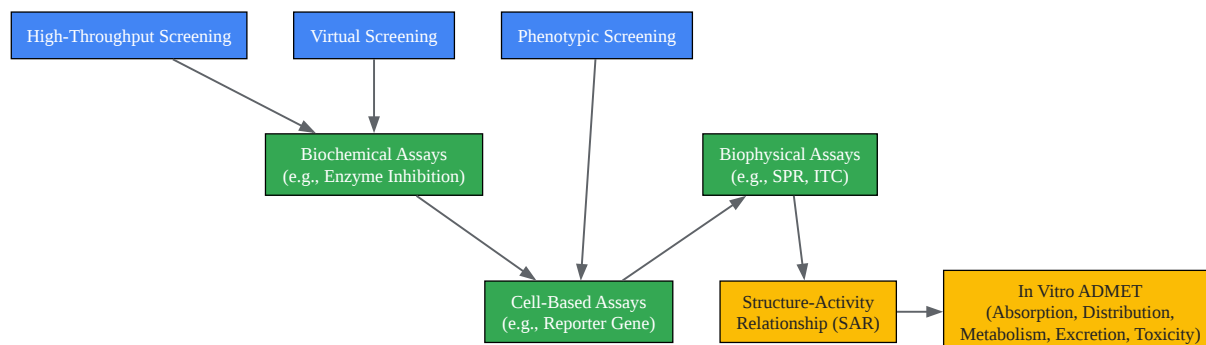 High-Throughput Screening
Virtual Screening
Phenotypic Screening
Biochemical Assays
(e.g., Enzyme Inhibition)
Biophysical Assays
(e.g., SPR, ITC)
Cell-Based Assays
(e.g., Reporter Gene)
Structure-Activity
Relationship (SAR)
In Vitro ADMET
(Absorption, Distribution,
Metabolism, Excretion, Toxicity)